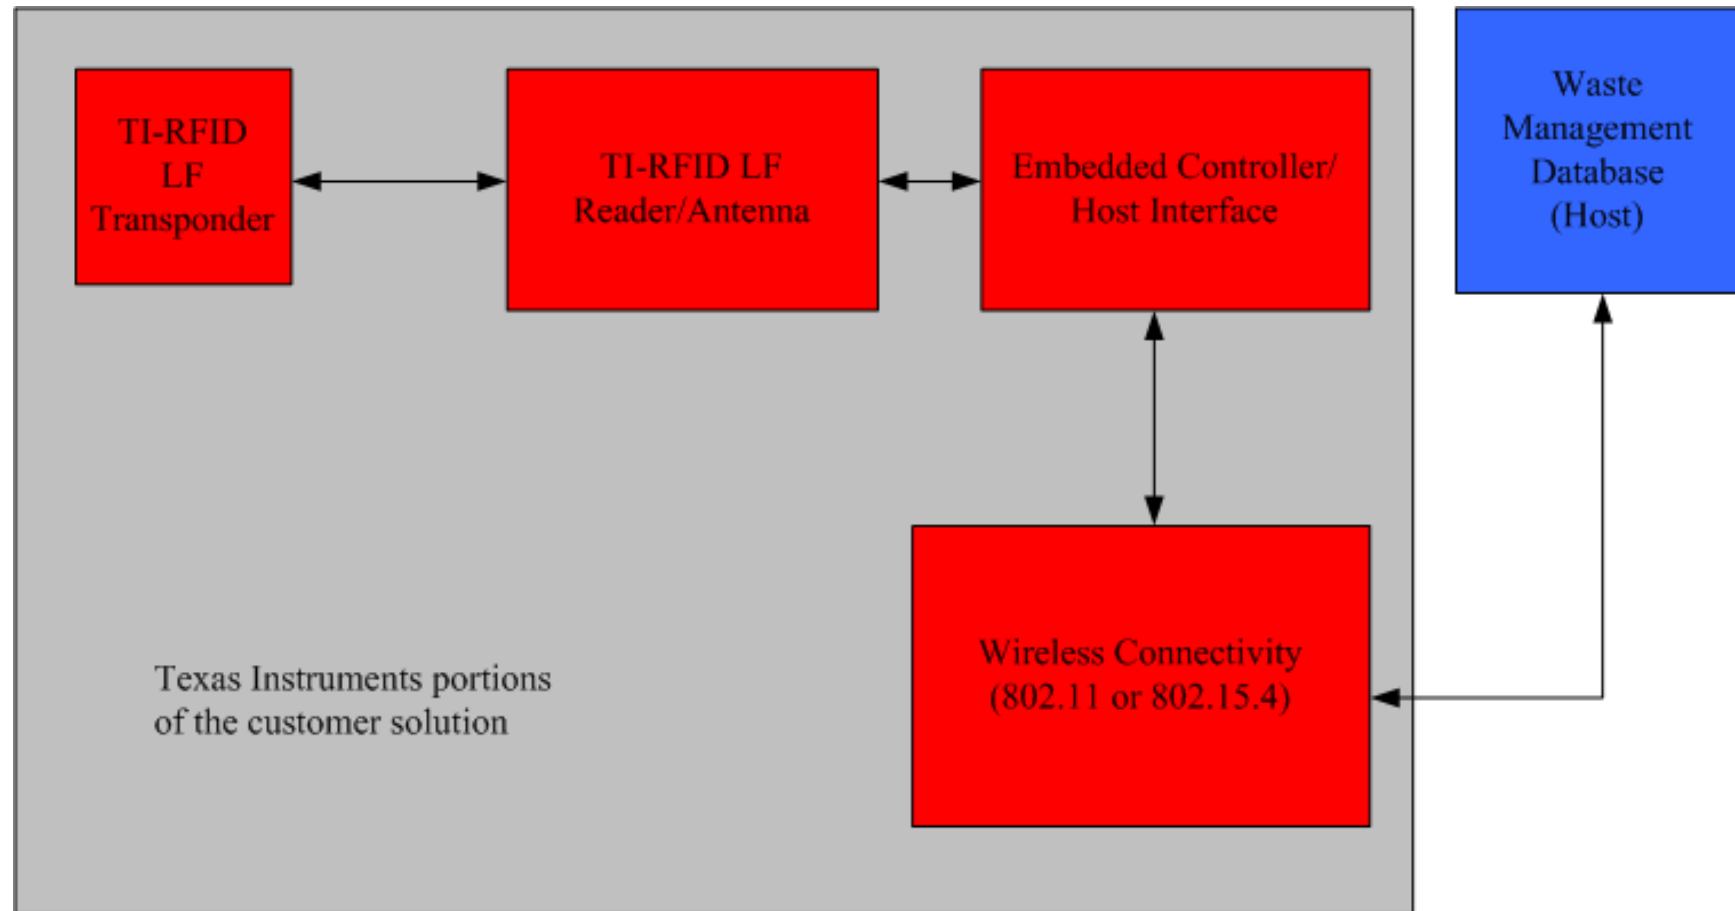 TI-RFID
LF
Transponder
TI-RFID LF
Reader/Antenna
Embedded Controller/
Host Interface
Waste
Management
Database
(Host)
Wireless Connectivity
(802.11 or 802.15.4)
Texas Instruments portions
of the customer solution